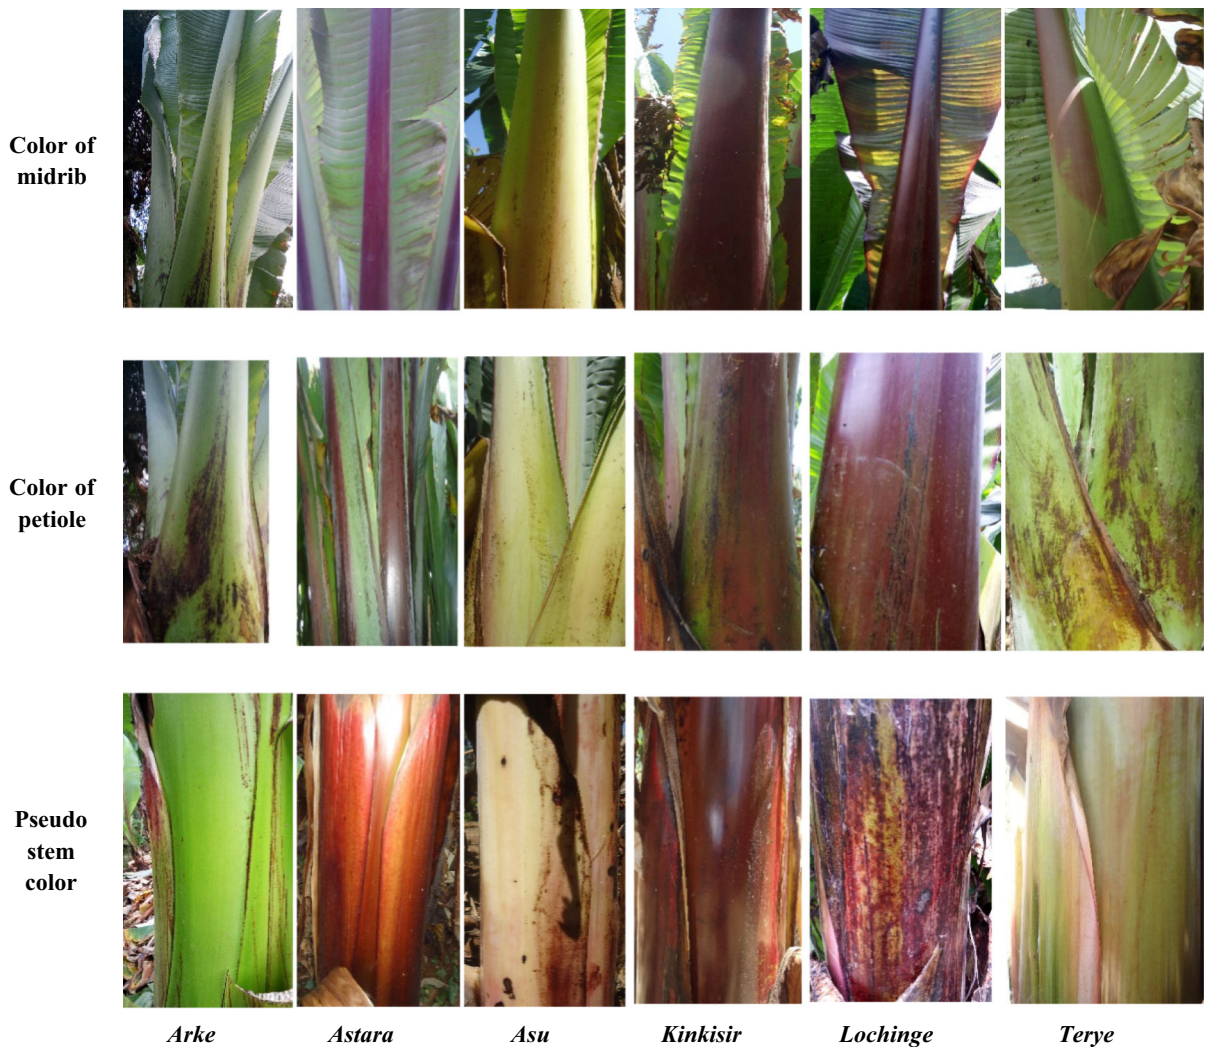 Color of
midrib
Color of
petiole
Pseudo
stem
color
Arke Astara Asu Kinkisir Lochinge Terye